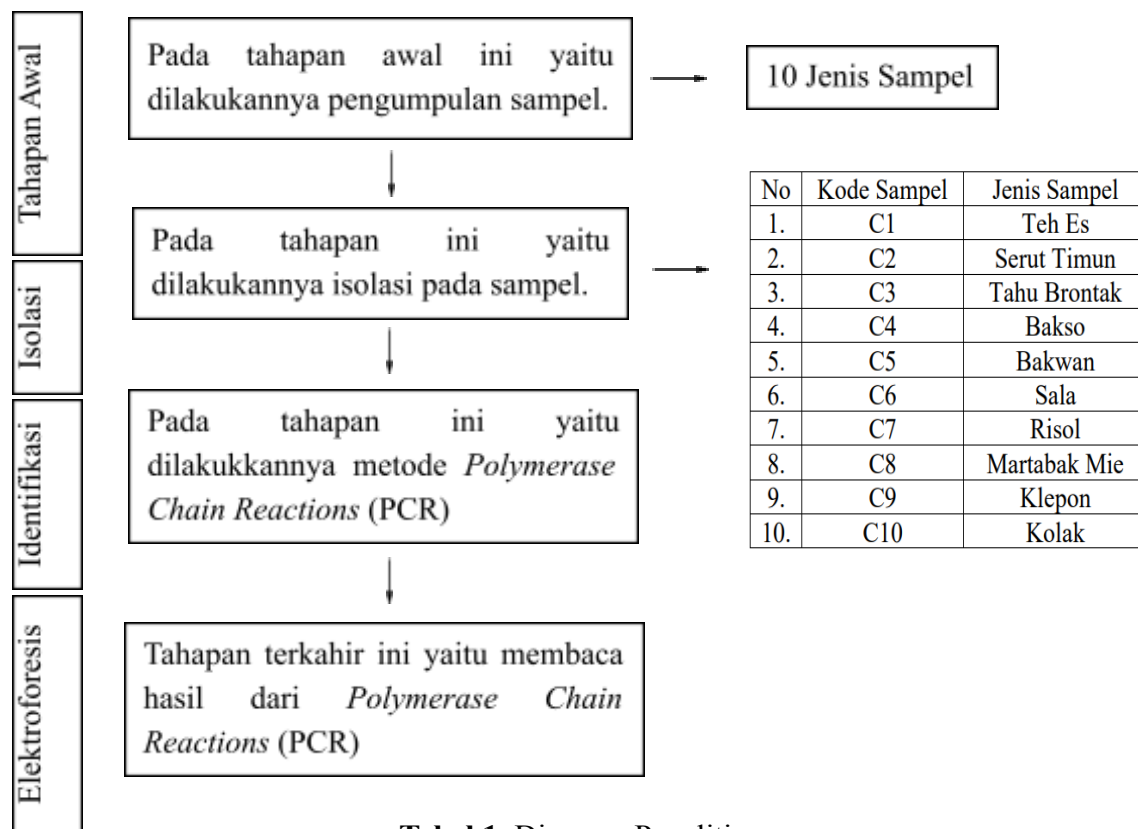 Tahapan Awal
Pada tahapan awal ini yaitu
dilakukannya pengumpulan sampel.
10 Jenis Sampel
Isolasi
Pada tahapan ini yaitu
dilakukannya isolasi pada sampel.
No Kode Sampel Jenis Sampel
1. C1 Teh Es
2. C2 Serut Timun
3. C3 Tahu Brontak
4. C4 Bakso
5. C5 Bakwan
6. C6 Sala
7. C7 Risol
8. C8 Martabak Mie
9. C9 Klepon
10. C10 Kolak
Identifikasi
Pada tahapan ini yaitu
dilakukkannya metode Polymerase
Chain Reactions (PCR)
Elektroforesis
Tahapan terkahir ini yaitu membaca
hasil dari Polymerase Chain
Reactions (PCR)